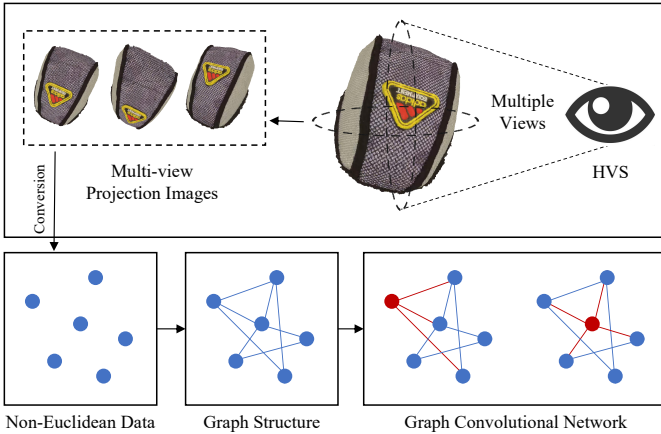 Multiple
Views
HVS
Multi-view
Projection Images
Conversion
Non-Euclidean Data
Graph Structure
Graph Convolutional Network